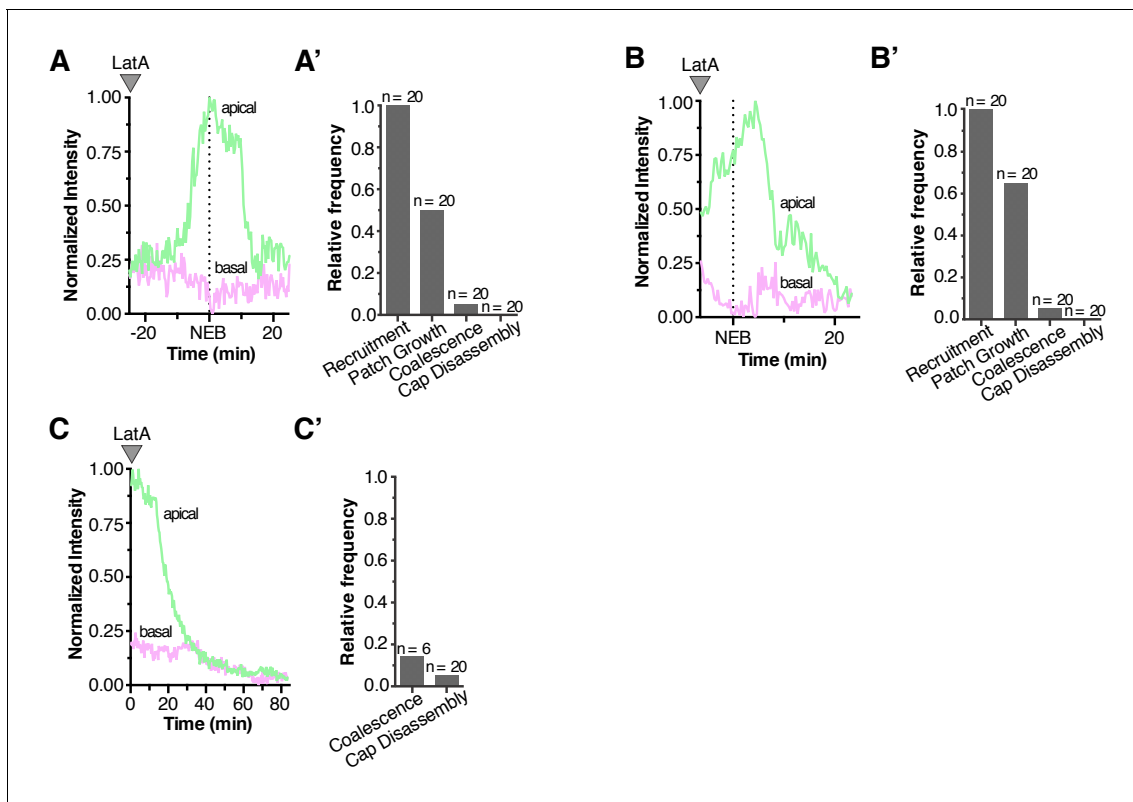 A
LatA
Normalized Intensity
1.00
0.75
0.50
0.25
0.00
apical
basal
-20
NEB
20
Time (min)
A’
Relative frequency
1.0
0.8
0.6
0.4
0.2
0.0
n = 20
n = 20
n = 20
n = 20
Recruitment
Patch Growth
Coalescence
Cap Disassembly
B
LatA
Normalized Intensity
1.00
0.75
0.50
0.25
0.00
apical
basal
NEB
20
Time (min)
B’
Relative frequency
1.0
0.8
0.6
0.4
0.2
0.0
n = 20
n = 20
n = 20
n = 20
Recruitment
Patch Growth
Coalescence
Cap Disassembly
C
LatA
Normalized Intensity
1.00
0.75
0.50
0.25
0.00
apical
basal
0
20
40
60
80
Time (min)
C’
Relative frequency
1.0
0.8
0.6
0.4
0.2
0.0
n = 6
n = 20
Coalescence
Cap Disassembly